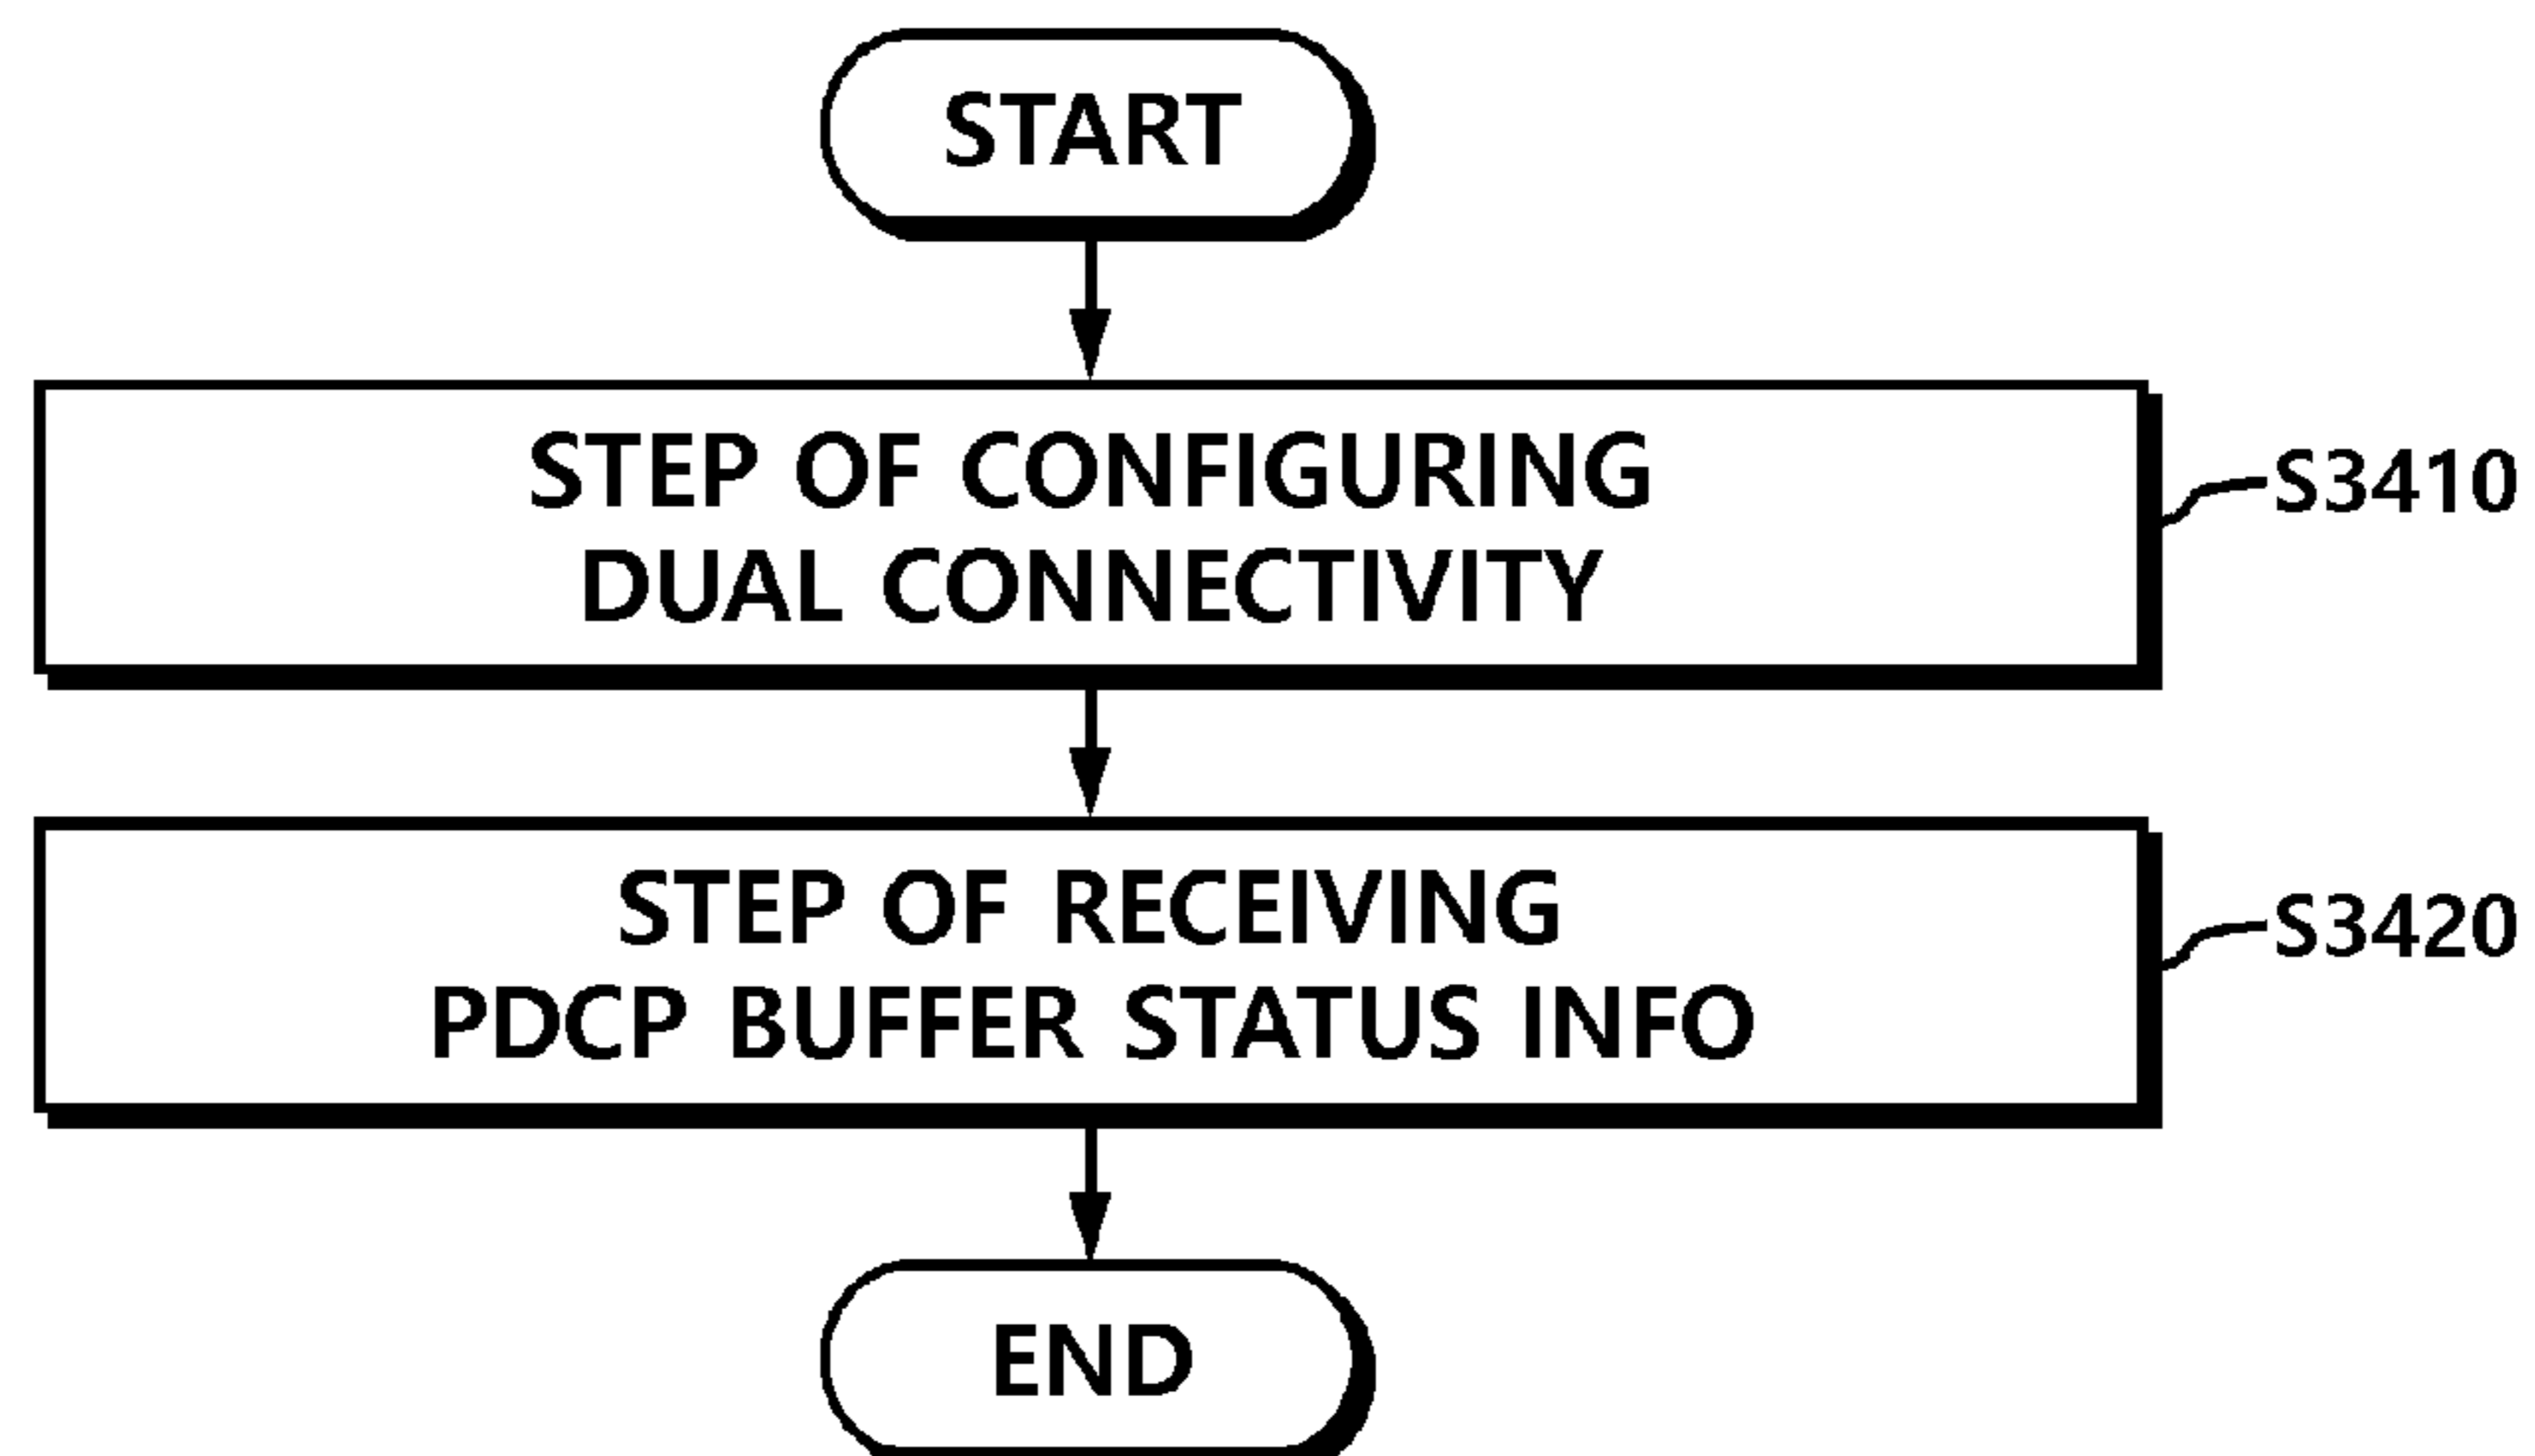 START
STEP OF CONFIGURING
DUAL CONNECTIVITY
S3410
STEP OF RECEIVING
PDCP BUFFER STATUS INFO
S3420
END